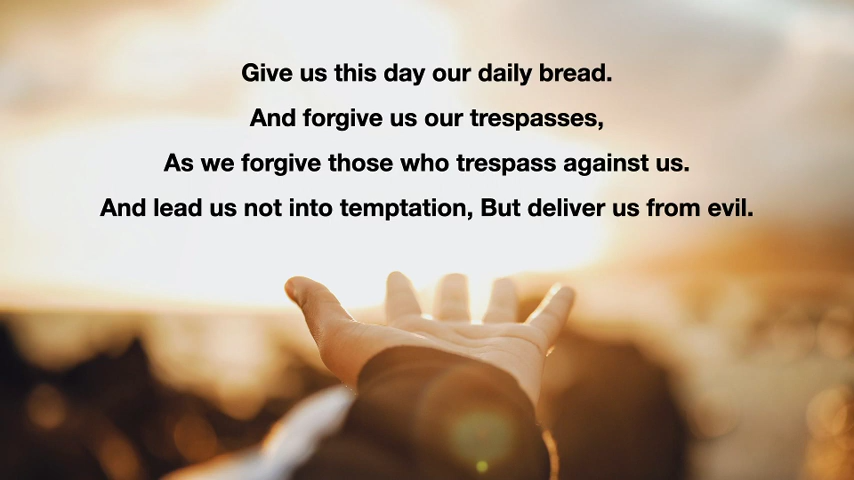 Give us this day our daily bread.
And forgive us our trespasses,
As we forgive those who trespass against us.
And lead us not into temptation, But deliver us from evil.